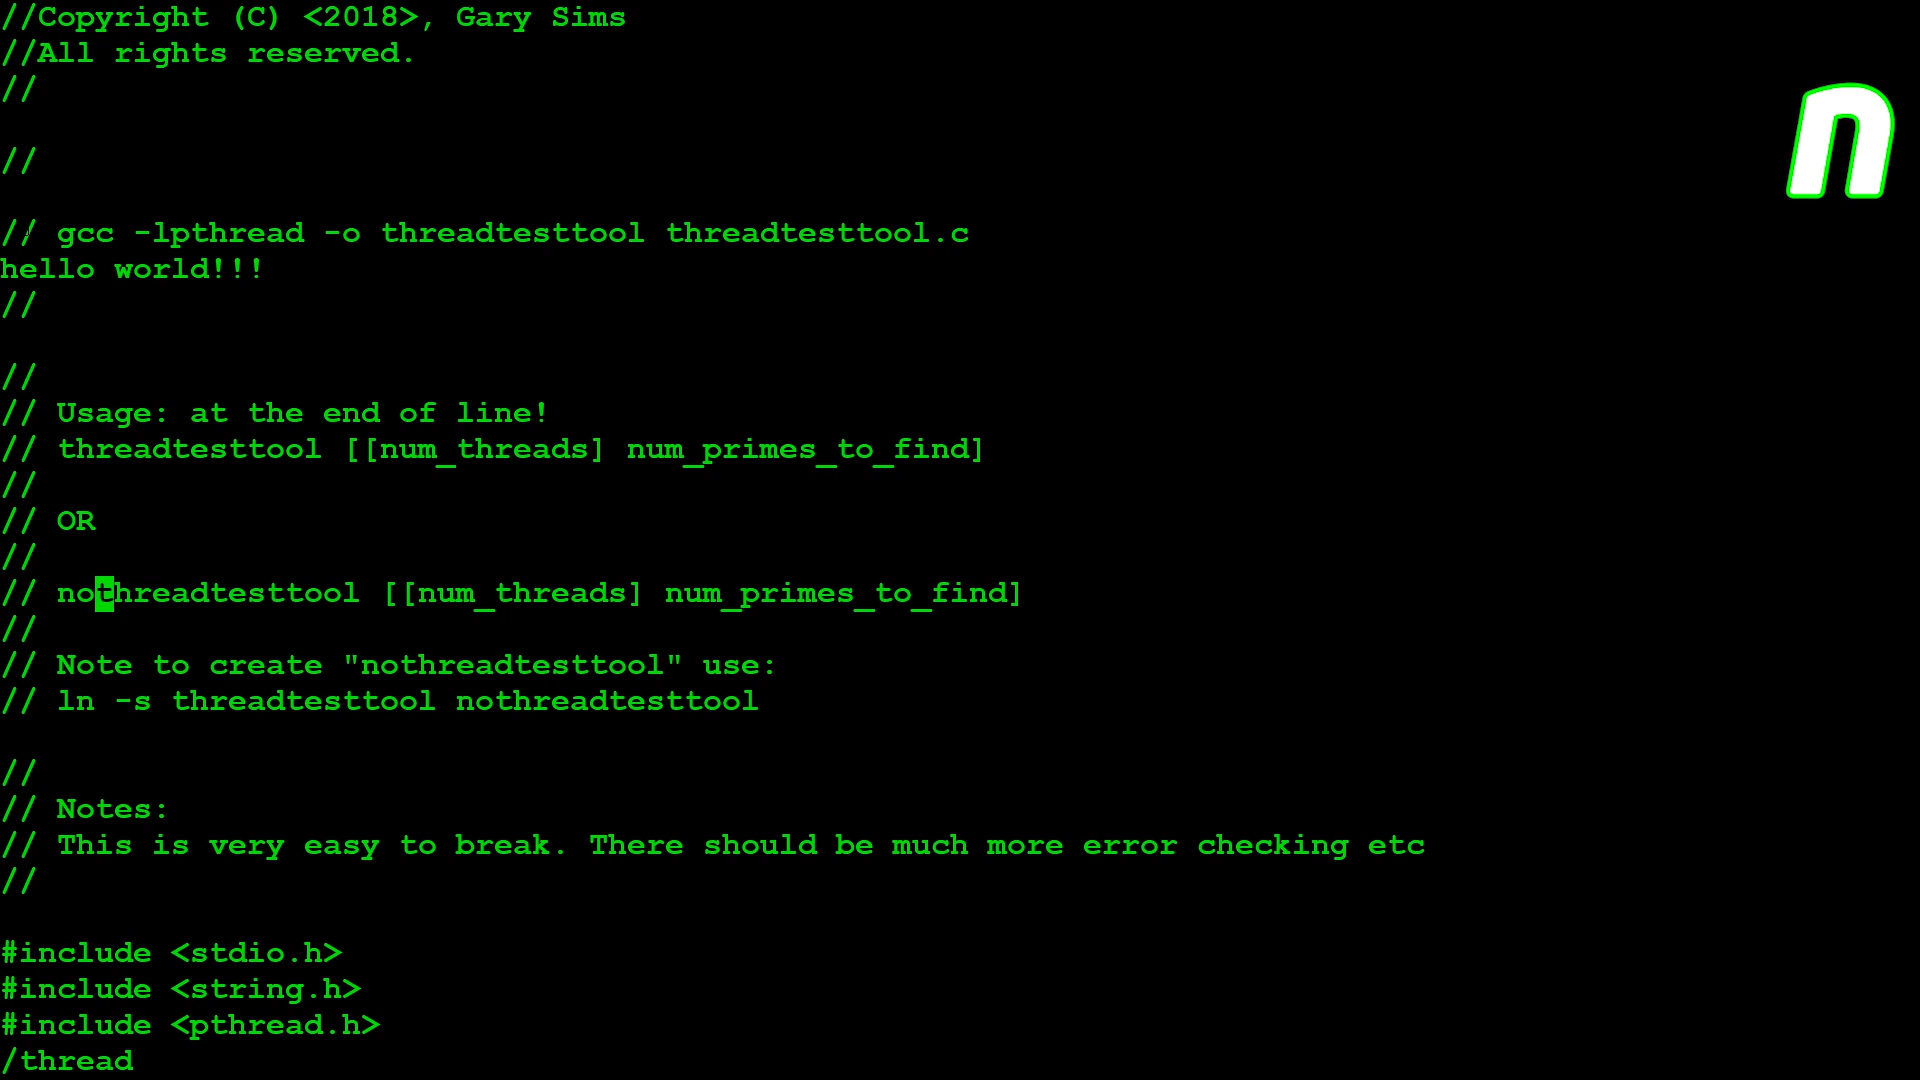 //Copyright (C) <2018>, Gary Sims
//All rights reserved.
//
//
// gcc -lpthread -o threadtesttool threadtesttool.c
hello world!!!
//
//
// Usage: at the end of line!
// threadtesttool [[num_threads] num_primes_to_find]
//
// OR
//
// nothreadtesttool [[num_threads] num_primes_to_find]
//
// Note to create "nothreadtesttool" use:
// ln -s threadtesttool nothreadtesttool
//
// Notes:
// This is very easy to break. There should be much more error checking etc
//
#include <stdio.h>
#include <string.h>
#include <pthread.h>
/thread
n